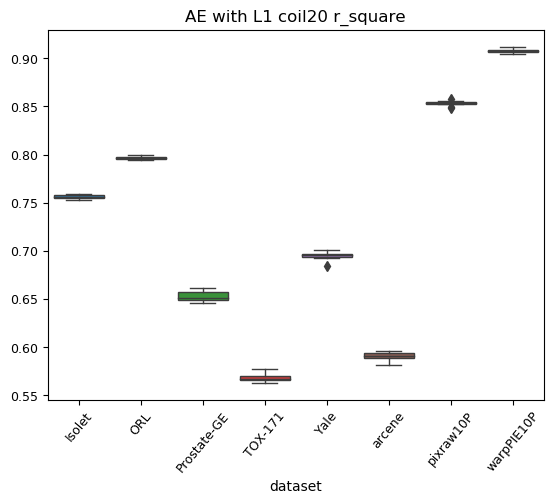 AE with L1 coil20 r_square
0.90
0.85
0.80
0.75
0.70
0.65
0.60
0.55
Isolet
ORL
Prostate-GE
TOX-171
Yale
arcene
pixraw10P
warpPIE10P
dataset